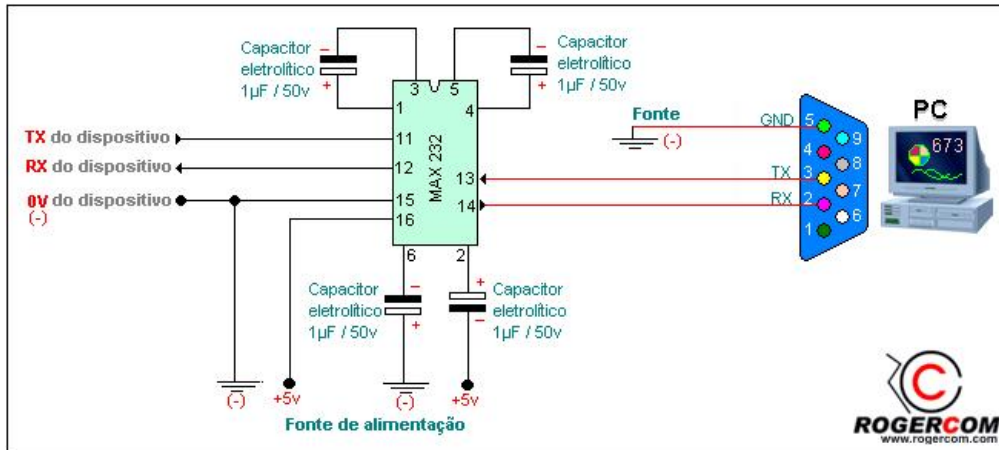 Capacitor
eletrolítico
1µF / 50v
–
+
3
5
–
+
Capacitor
eletrolítico
1µF / 50v
1
4
TX do dispositivo
11
RX do dispositivo
12
0V do dispositivo
(-)
15
16
MAX 232
13
14
6
2
Fonte
(-)
GND
TX
RX
5
4
3
2
1
9
8
7
6
PC
673
Capacitor
eletrolítico
1µF / 50v
–
+
+
–
Capacitor
eletrolítico
1µF / 50v
(-)
+5v
(-)
+5v
Fonte de alimentação
C
ROGERCOM
www.rogercom.com